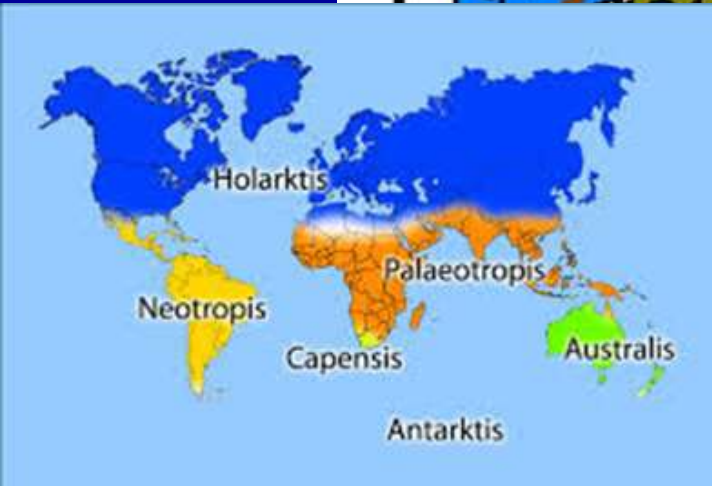 Holarktis
Palaeotropis
Neotropis
Capensis
Australis
Antarktis